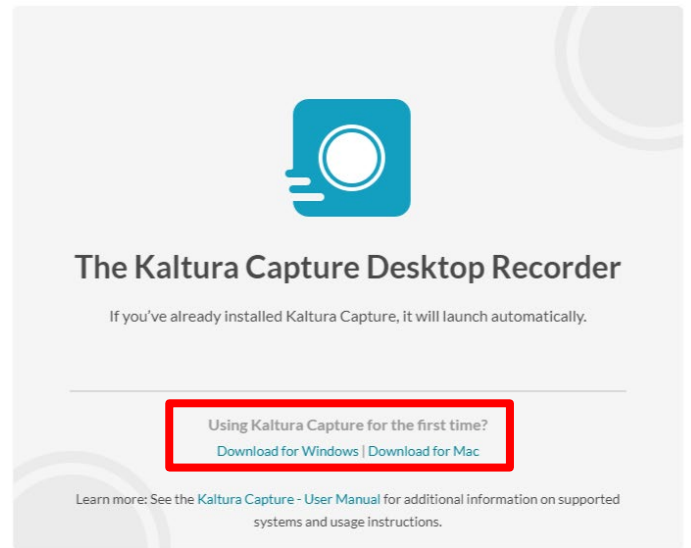 The Kaltura Capture Desktop Recorder
If you've already installed Kaltura Capture, it will launch automatically.
Using Kaltura Capture for the first time?
Download for Windows | Download for Mac
Learn more: See the Kaltura Capture - User Manual for additional information on supported
systems and usage instructions.